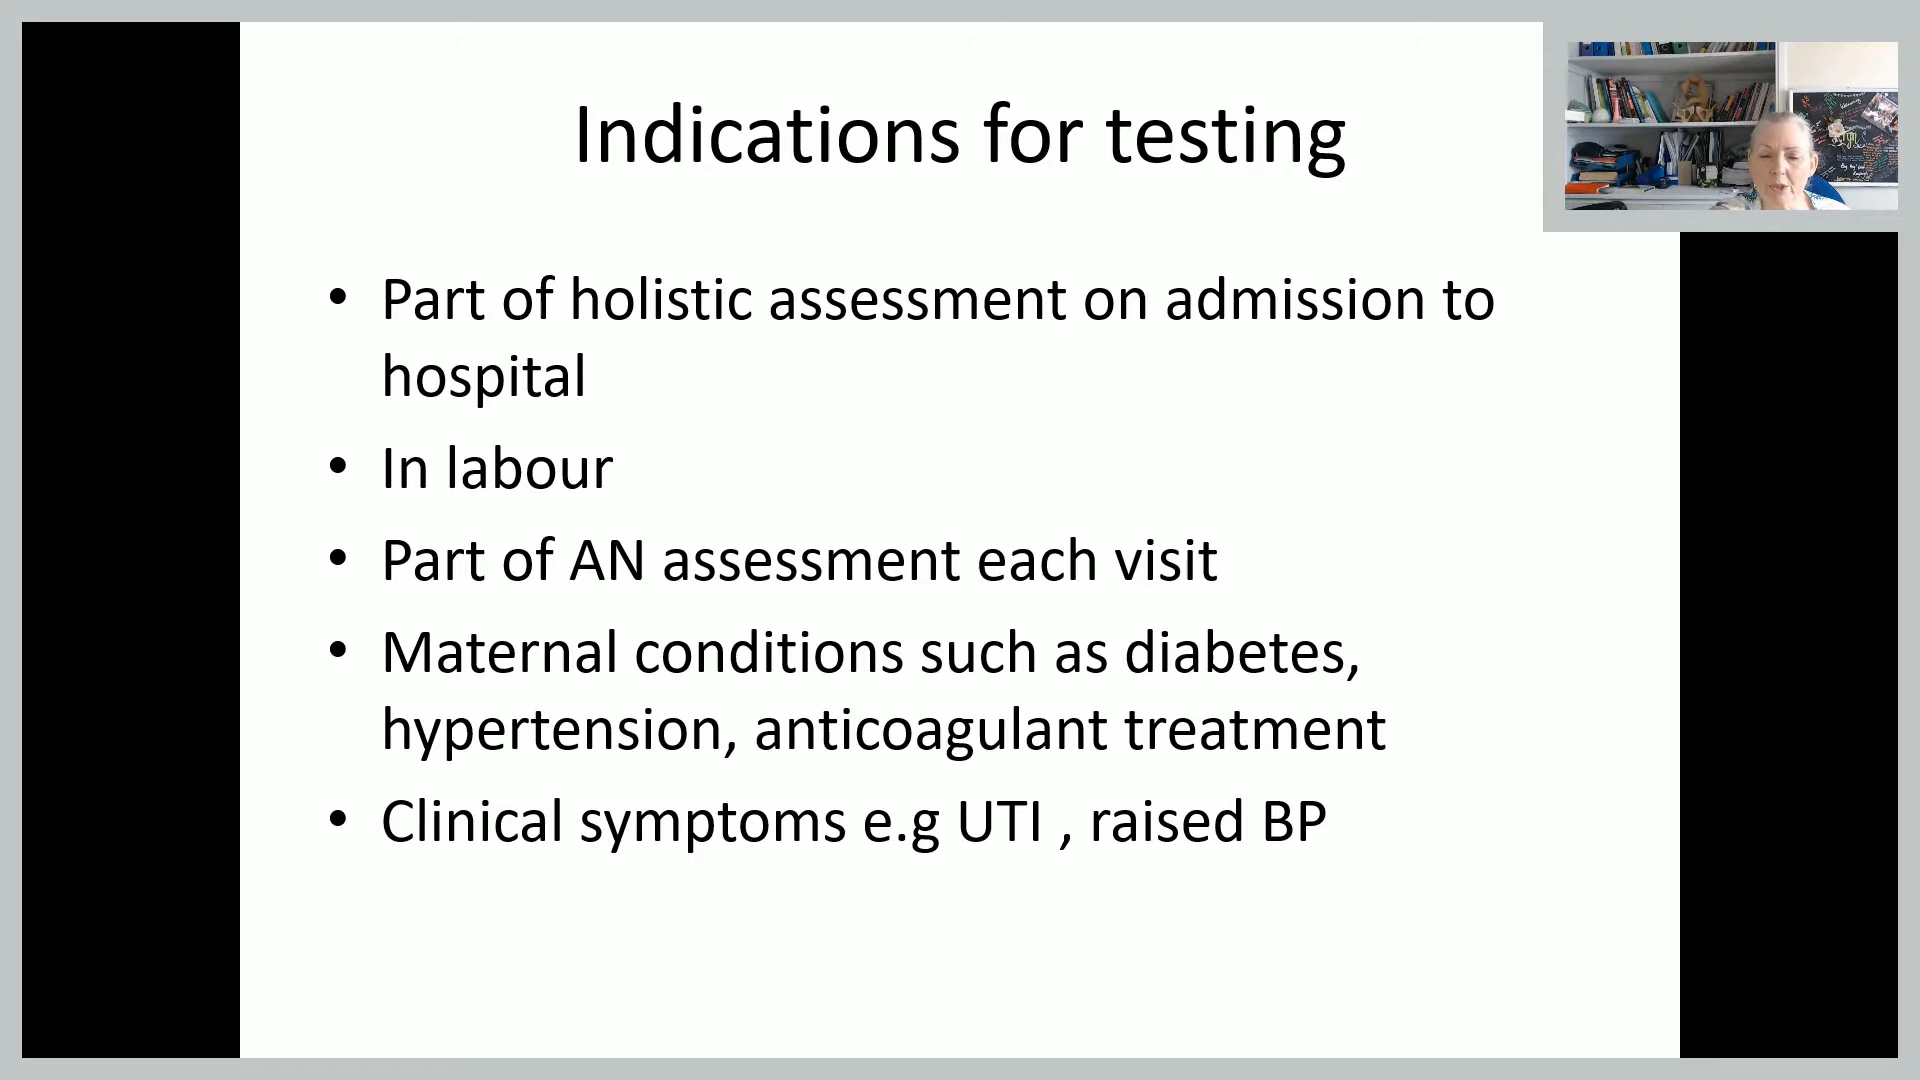 Indications for testing
• Part of holistic assessment on admission to
hospital
• In labour
• Part of AN assessment each visit
• Maternal conditions such as diabetes,
hypertension, anticoagulant treatment
• Clinical symptoms e.g UTI , raised BP